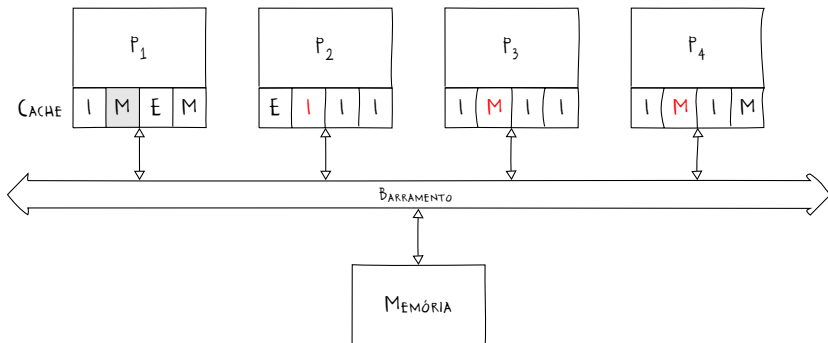 P1 P2 P3 P4
CACHE I M E M E I I I I M I I I M I M
BARRAMENTO
MEMÓRIA